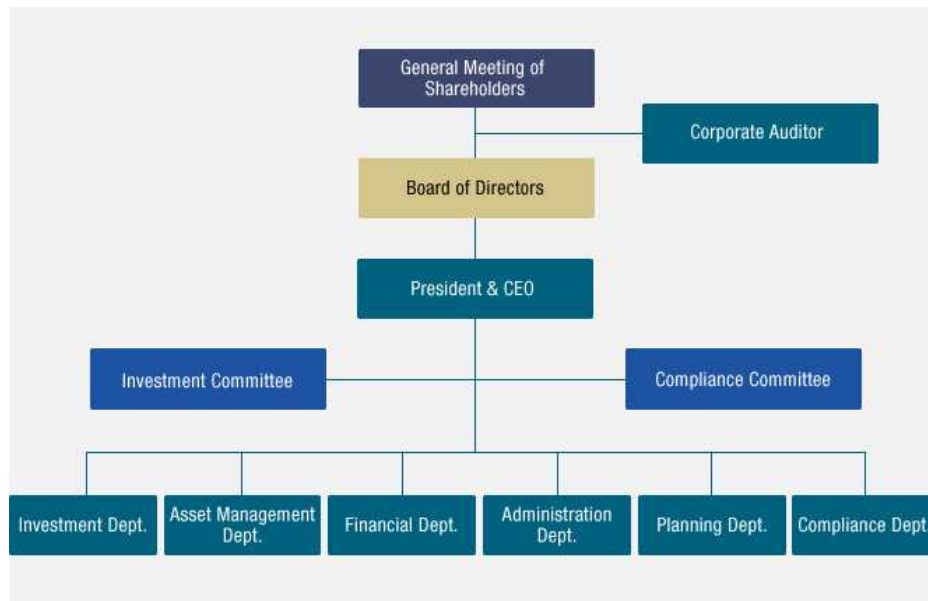 General Meeting of
Shareholders
Corporate Auditor
Board of Directors
President & CEO
Investment Committee
Compliance Committee
Investment Dept.
Asset Management
Dept.
Financial Dept.
Administration
Dept.
Planning Dept.
Compliance Dept.